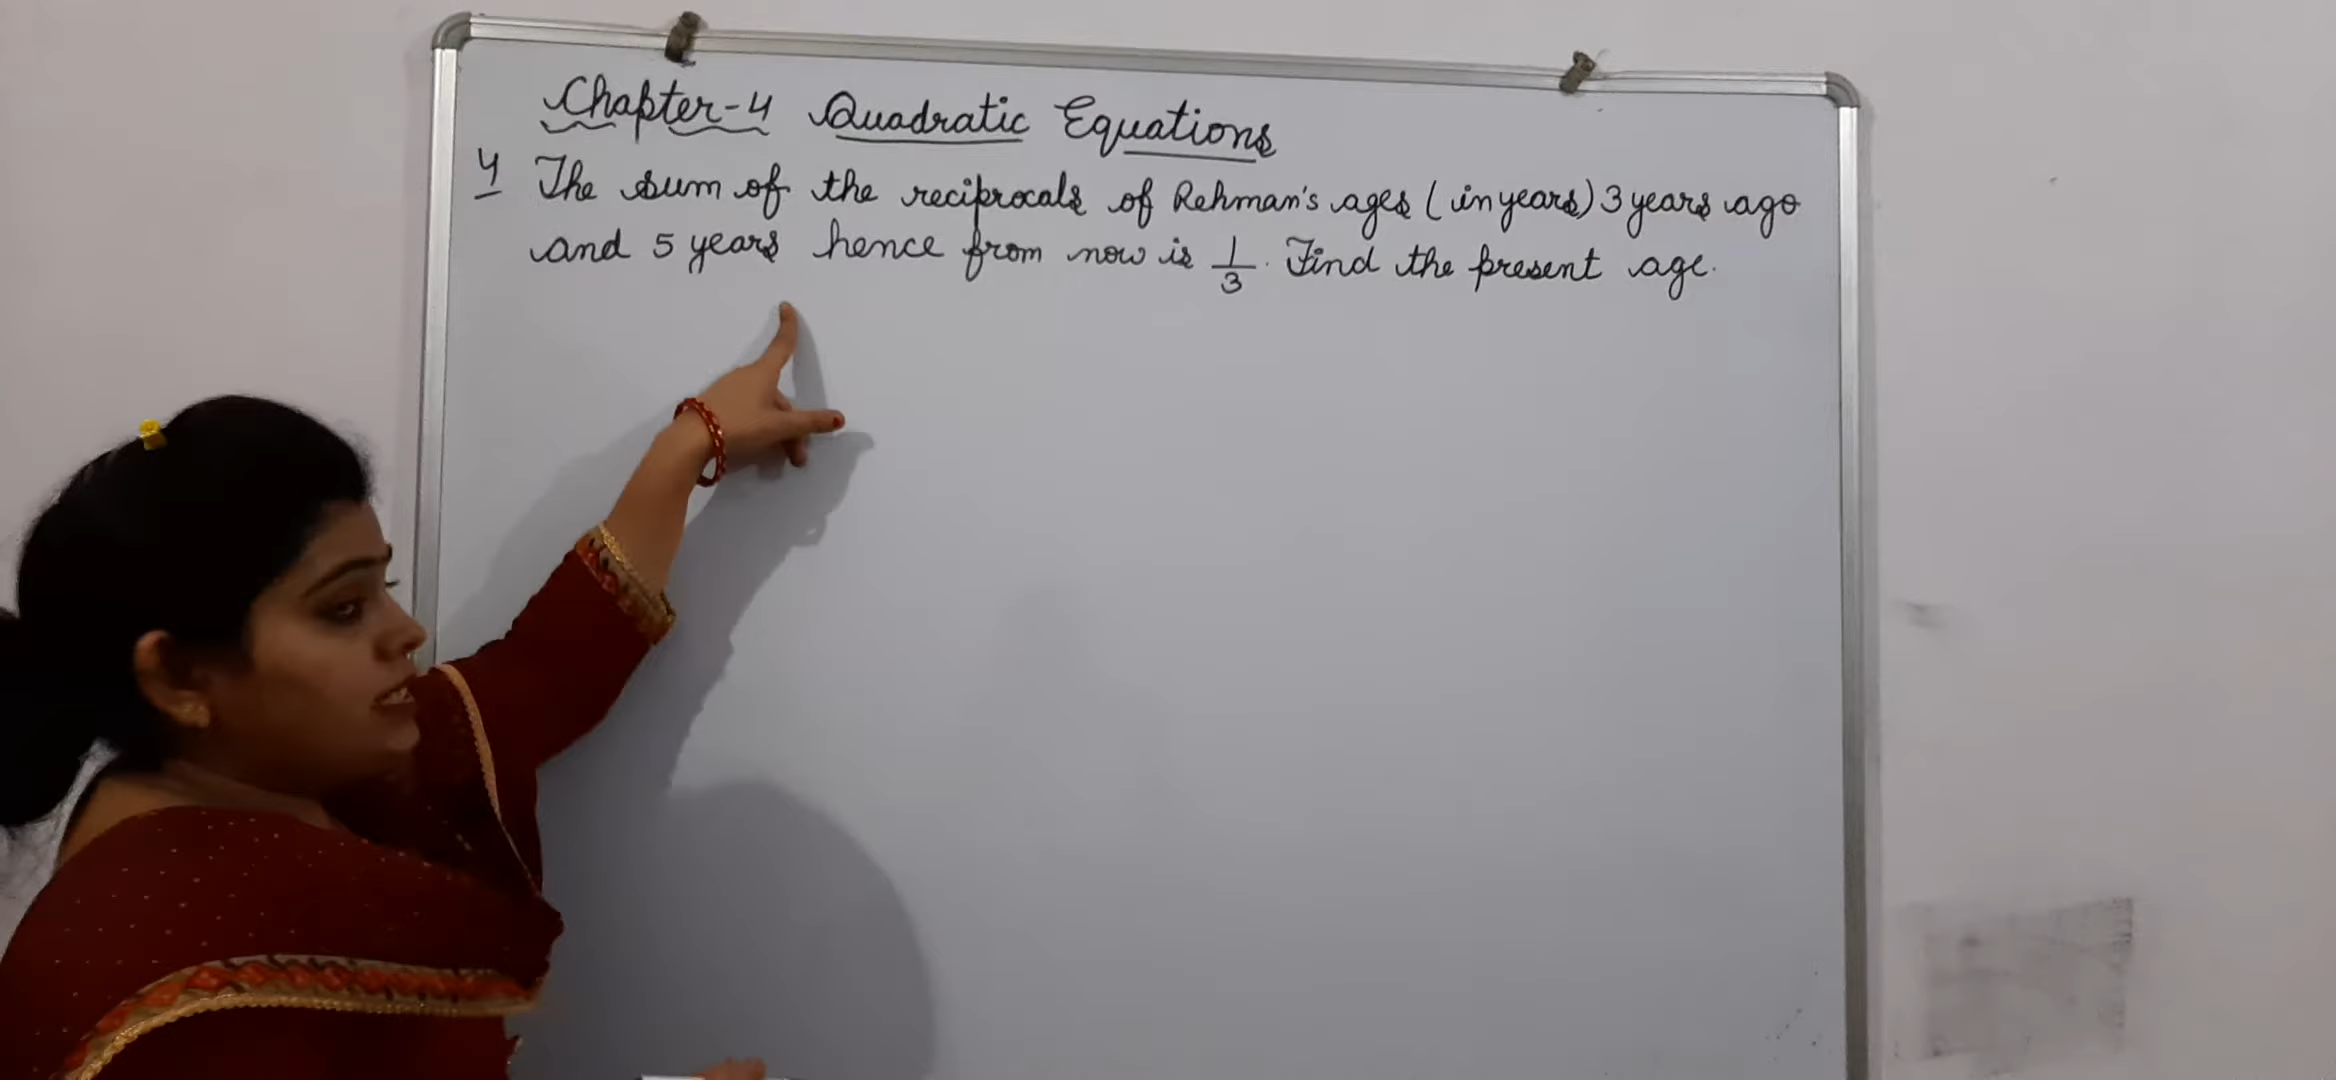 Chapter-4 Quadratic Equations
4 The sum of the reciprocals of Rehman's ages (in years) 3 years ago
and 5 years hence from now is 1/3. Find the present age.